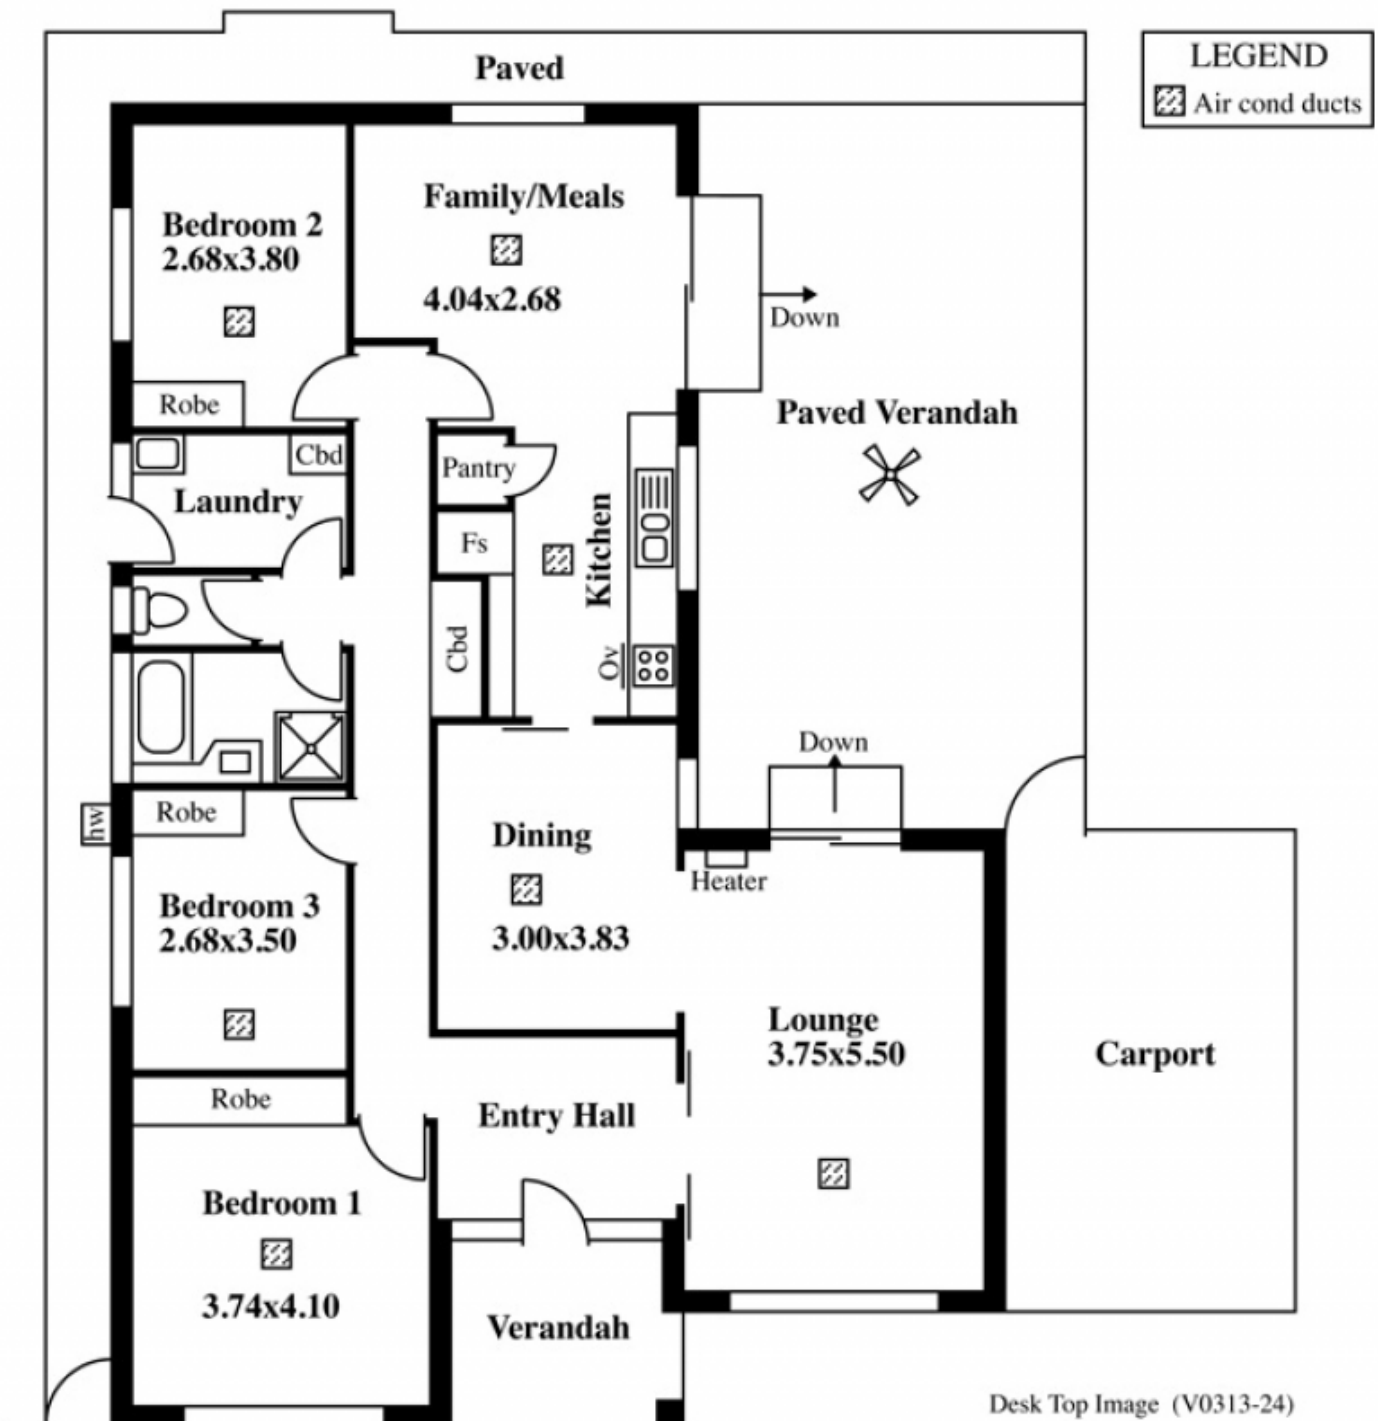 Paved
LEGEND
Air cond ducts
Bedroom 2
2.68x3.80
Family/Meals
4.04x2.68
Down
Robe
Paved Verandah
Cbd
Laundry
Pantry
Fs
Kitchen
Cbd
Ov
Down
hw
Robe
Dining
3.00x3.83
Heater
Bedroom 3
2.68x3.50
Lounge
3.75x5.50
Carport
Robe
Entry Hall
Bedroom 1
3.74x4.10
Verandah
Desk Top Image (V0313-24)